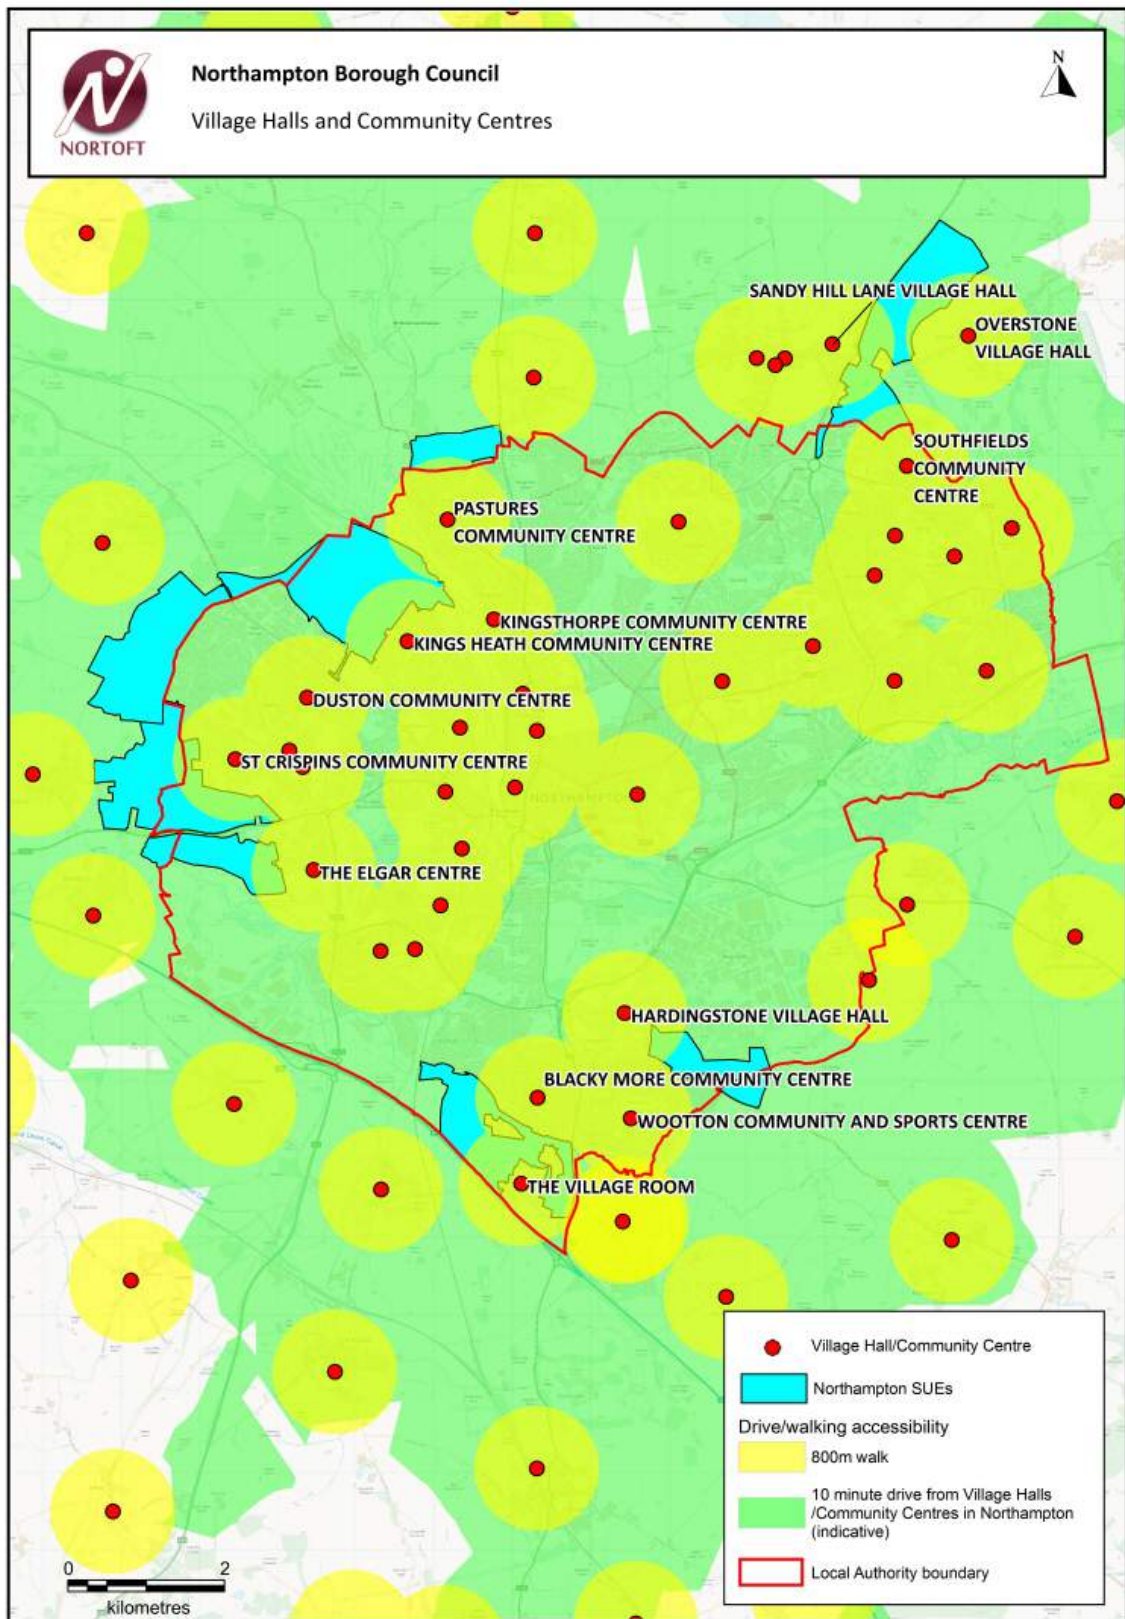 Northampton Borough Council
Village Halls and Community Centres
NORTOFT
N
SANDY HILL LANE VILLAGE HALL
OVERSTONE
VILLAGE HALL
SOUTHFIELDS
COMMUNITY
CENTRE
PASTURES
COMMUNITY CENTRE
KINGSTHORPE COMMUNITY CENTRE
KINGS HEATH COMMUNITY CENTRE
DUSTON COMMUNITY CENTRE
ST CRISPINS COMMUNITY CENTRE
NORTHAMPTON
THE ELGAR CENTRE
HARDINGSTONE VILLAGE HALL
BLACKY MORE COMMUNITY CENTRE
WOOTTON COMMUNITY AND SPORTS CENTRE
THE VILLAGE ROOM
Village Hall/Community Centre
Northampton SUEs
Drive/walking accessibility
800m walk
10 minute drive from Village Halls
/Community Centres in Northampton
(indicative)
Local Authority boundary
0 2
kilometres